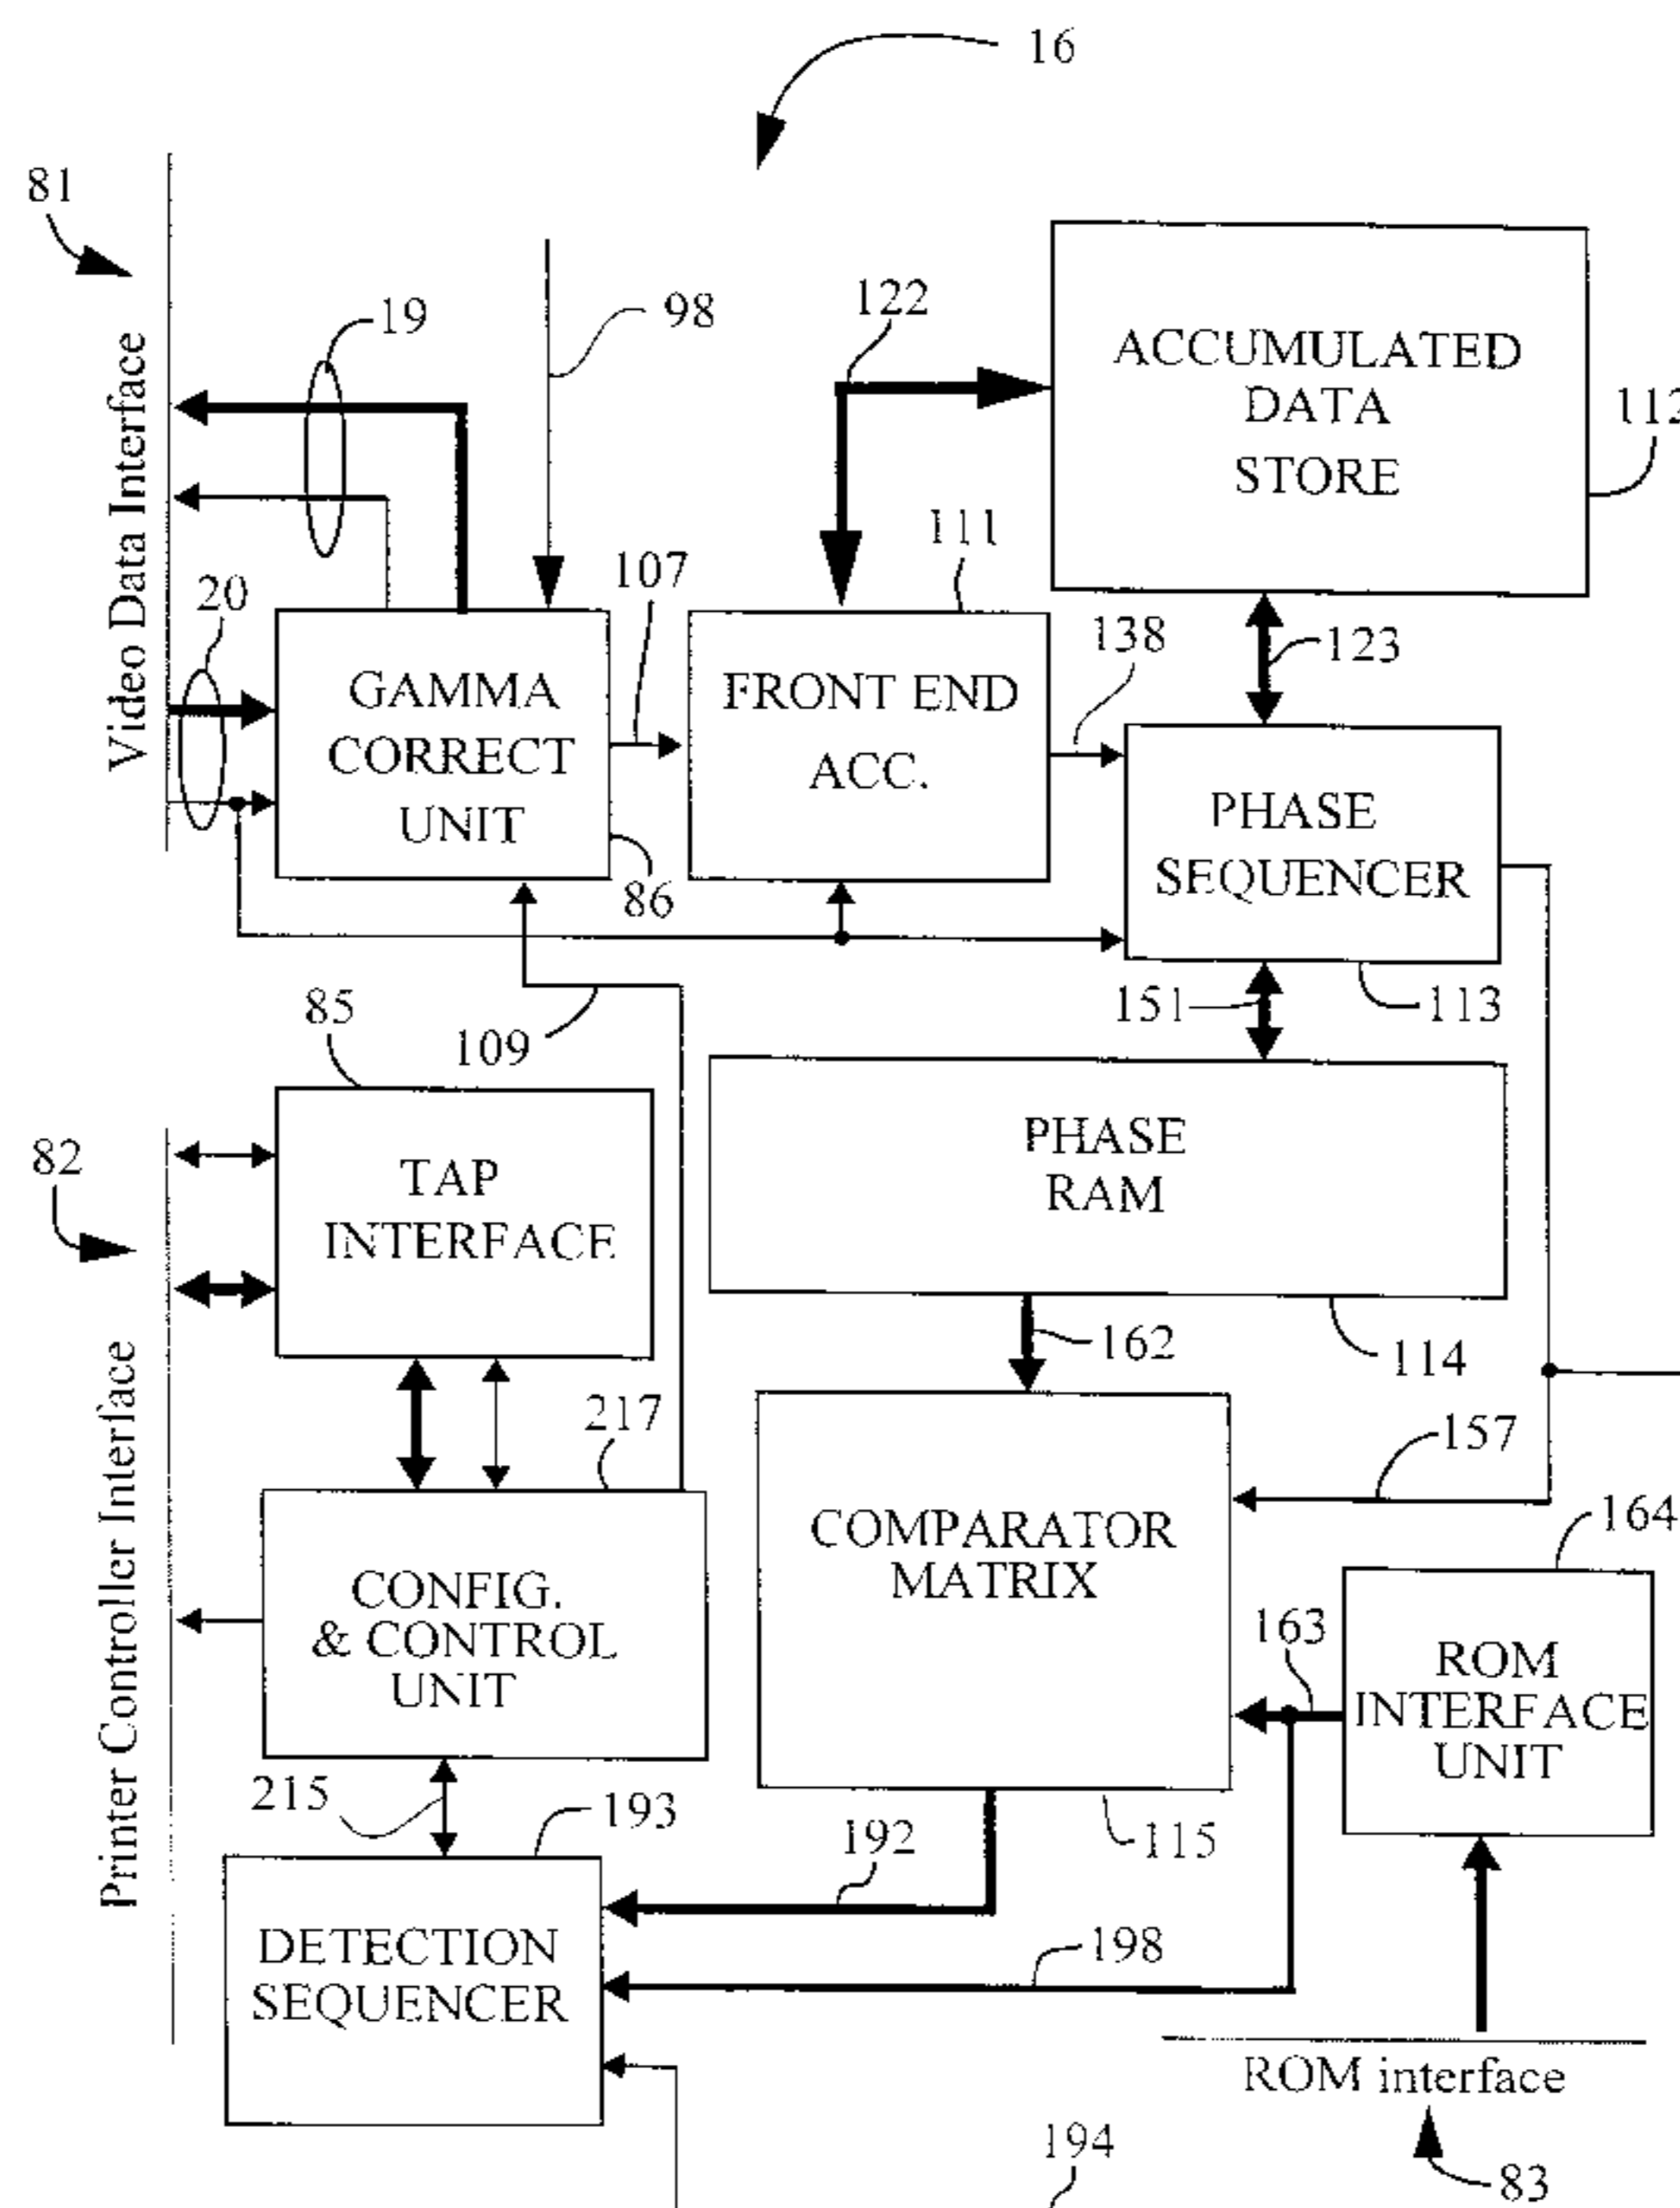 16
81
19
98
122
ACCUMULATED
DATA
STORE
Video Data Interface
20
107
111
138
123
GAMMA
CORRECT
UNIT
FRONT END
ACC.
PHASE
SEQUENCER
86
85
109
151
113
82
TAP
INTERFACE
PHASE
RAM
162
114
217
157
Printer Controller Interface
COMPARATOR
MATRIX
164
CONFIG.
& CONTROL
UNIT
163
ROM
INTERFACE
UNIT
215
193
192
115
DETECTION
SEQUENCER
198
ROM interface
194
83